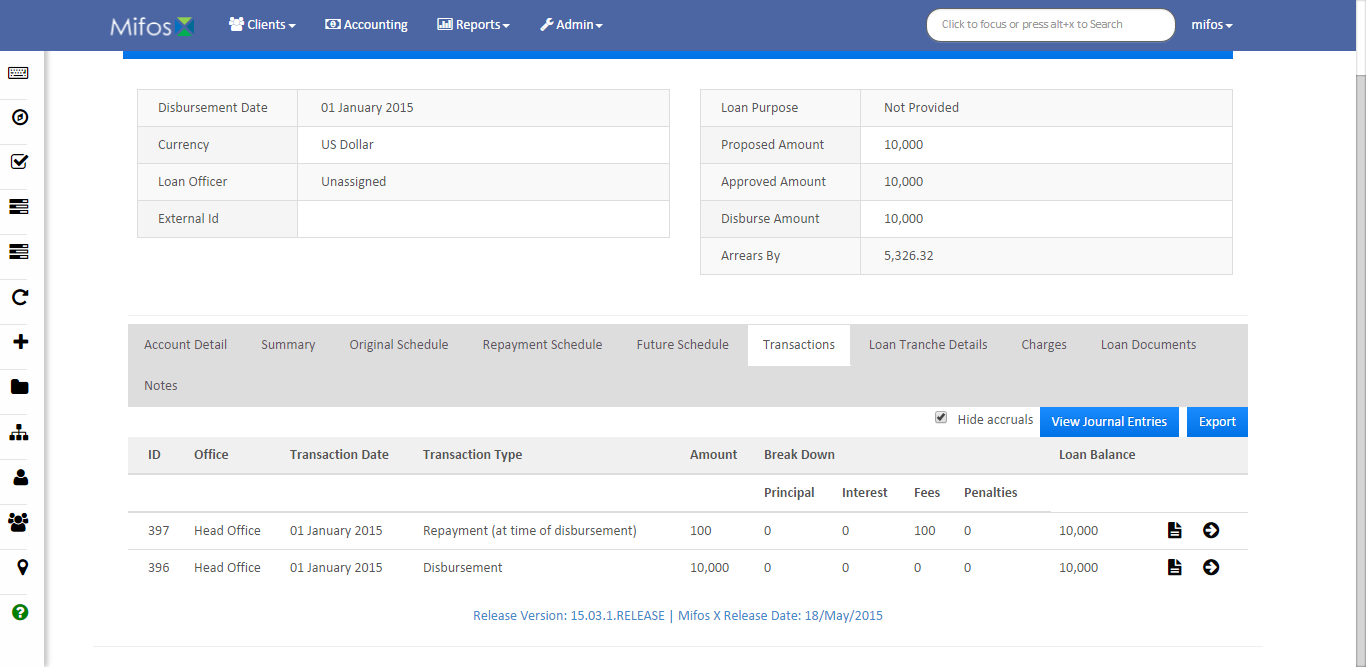 Mifos X Clients Accounting Reports Admin Click to focus or press alt+x to Search mifos
Disbursement Date 01 January 2015
Currency US Dollar
Loan Officer Unassigned
External Id
Loan Purpose Not Provided
Proposed Amount 10,000
Approved Amount 10,000
Disburse Amount 10,000
Arrears By 5,326.32
Account Detail Summary Original Schedule Repayment Schedule Future Schedule Transactions Loan Tranche Details Charges Loan Documents
Notes
Hide accruals View Journal Entries Export
ID Office Transaction Date Transaction Type Amount Break Down Loan Balance
Principal Interest Fees Penalties
397 Head Office 01 January 2015 Repayment (at time of disbursement) 100 0 0 100 0 10,000
396 Head Office 01 January 2015 Disbursement 10,000 0 0 0 0 10,000
Release Version: 15.03.1.RELEASE | Mifos X Release Date: 18/May/2015